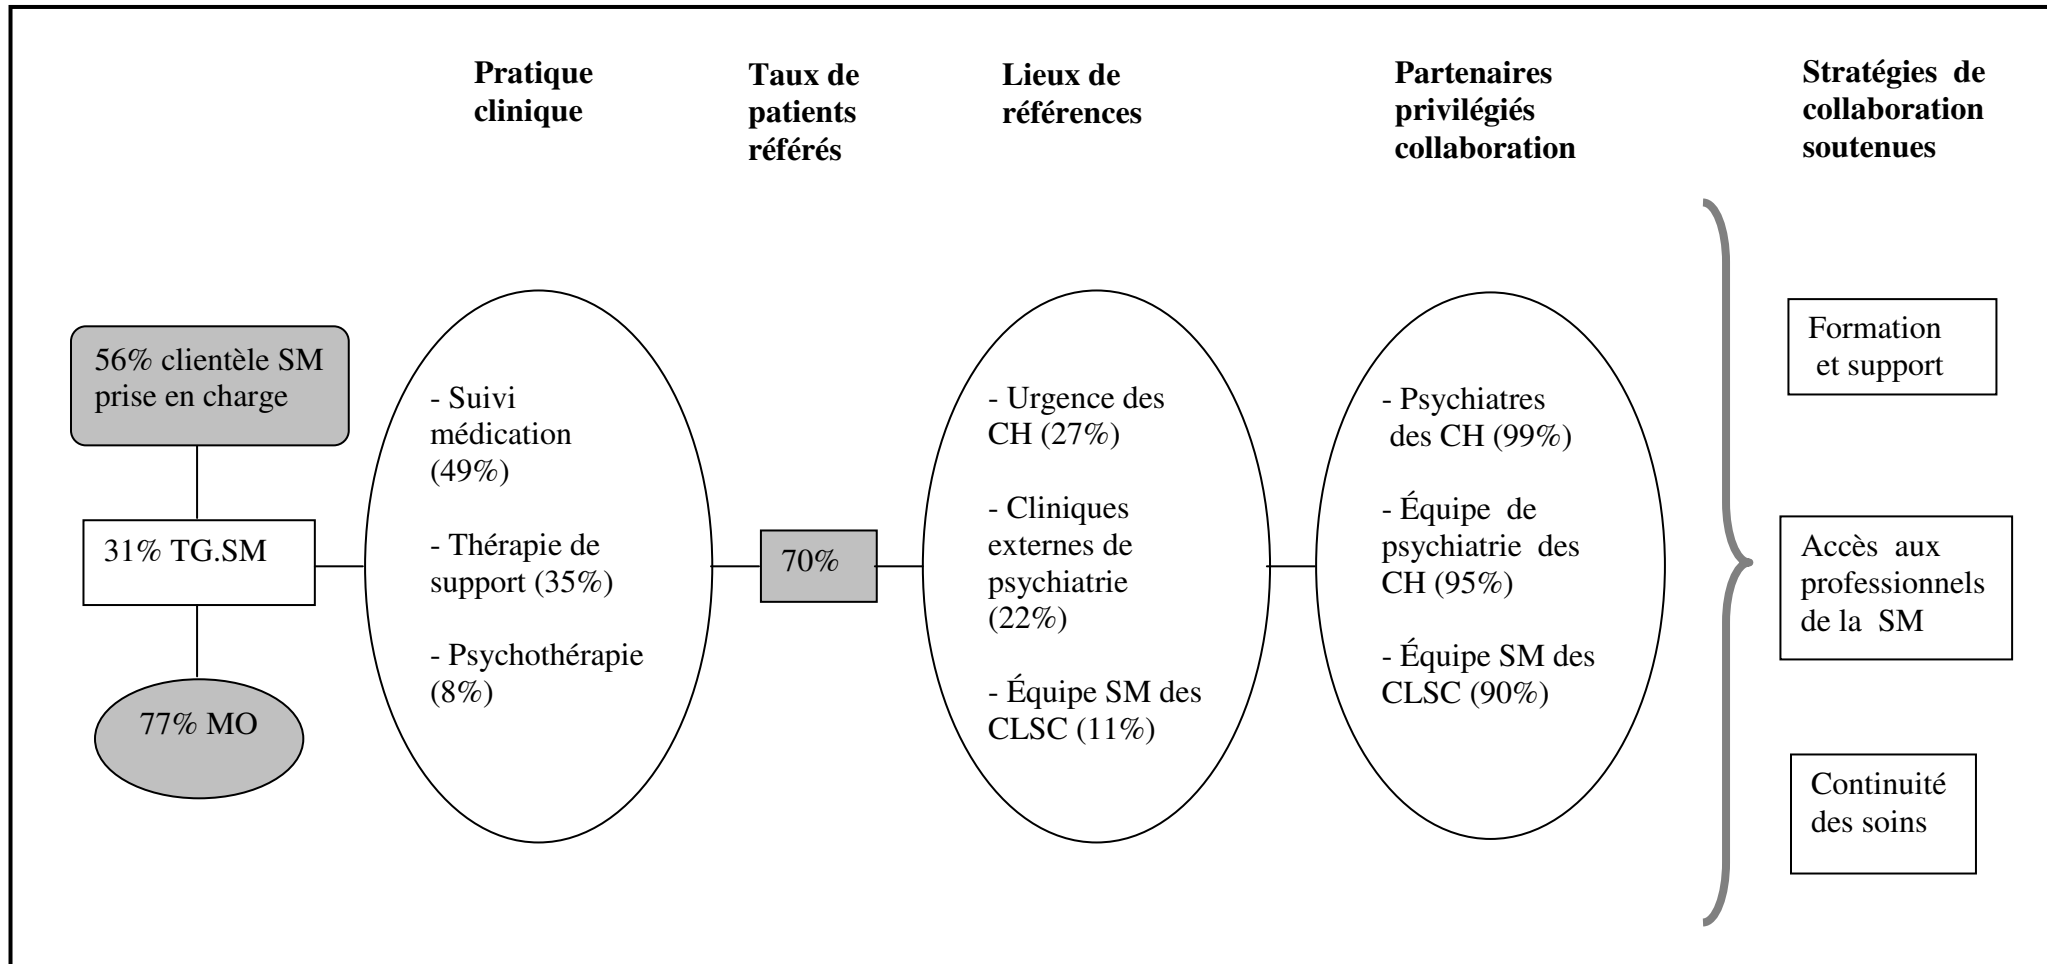 Pratique
clinique
Taux de
patients
référés
Lieux de
références
Partenaires
privilégiés
collaboration
Stratégies de
collaboration
soutenues
56% clientèle SM
prise en charge
31% TG.SM
77% MO
- Suivi
médication
(49%)
- Thérapie de
support (35%)
- Psychothérapie
(8%)
70%
- Urgence des
CH (27%)
- Cliniques
externes de
psychiatrie
(22%)
- Équipe SM des
CLSC (11%)
- Psychiatres
des CH (99%)
- Équipe de
psychiatrie des
CH (95%)
- Équipe SM des
CLSC (90%)
Formation
et support
Accès aux
professionnels
de la SM
Continuité
des soins